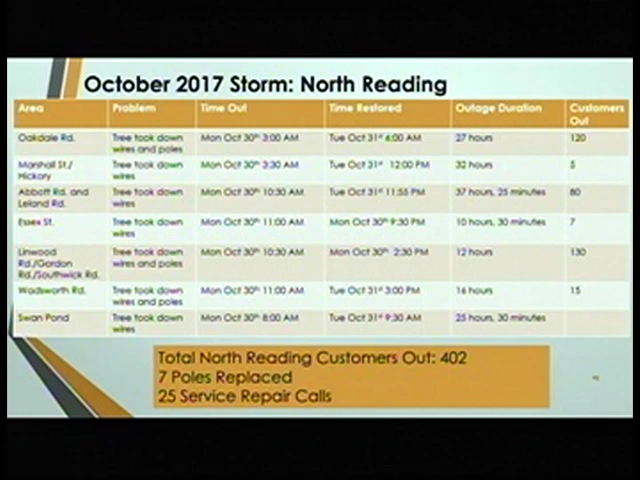 October 2017 Storm: North Reading
Area Problem Time Out Time Restored Outage Duration Customers
Out
Oakdale Rd. Tree took down Mon Oct 30th 3:00 AM Tue Oct 31st 6:00 AM 27 hours 120
wires and poles
Marshall St./ Tree took down Mon Oct 30th 3:30 AM Tue Oct 31st 12:00 PM 32 hours 5
Hickory wires
Abbott Rd. and Tree took down Mon Oct 30th 10:30 AM Tue Oct 31st 11:55 PM 37 hours, 25 minutes 80
Leland Rd. wires
Essex St. Tree took down Mon Oct 30th 11:00 AM Mon Oct 30th 9:30 PM 10 hours, 30 minutes 7
wires
Linwood Tree took down Mon Oct 30th 10:30 AM Mon Oct 30th 2:30 PM 12 hours 130
Rd./Gordon wires and poles
Rd./Southwick Rd.
Wadsworth Rd. Tree took down Mon Oct 30th 11:00 AM Tue Oct 31st 3:00 PM 16 hours 15
wires and poles
Swan Pond Tree took down Mon Oct 30th 8:00 AM Tue Oct 31st 9:30 AM 25 hours, 30 minutes
wires
Total North Reading Customers Out: 402
7 Poles Replaced
25 Service Repair Calls